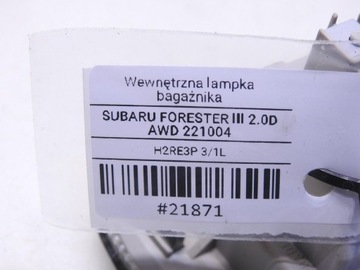 Wewnętrzna lampka
bagażnika
SUBARU FORESTER III 2.0D
AWD 221004
H2RE3P 3/1L
#21871